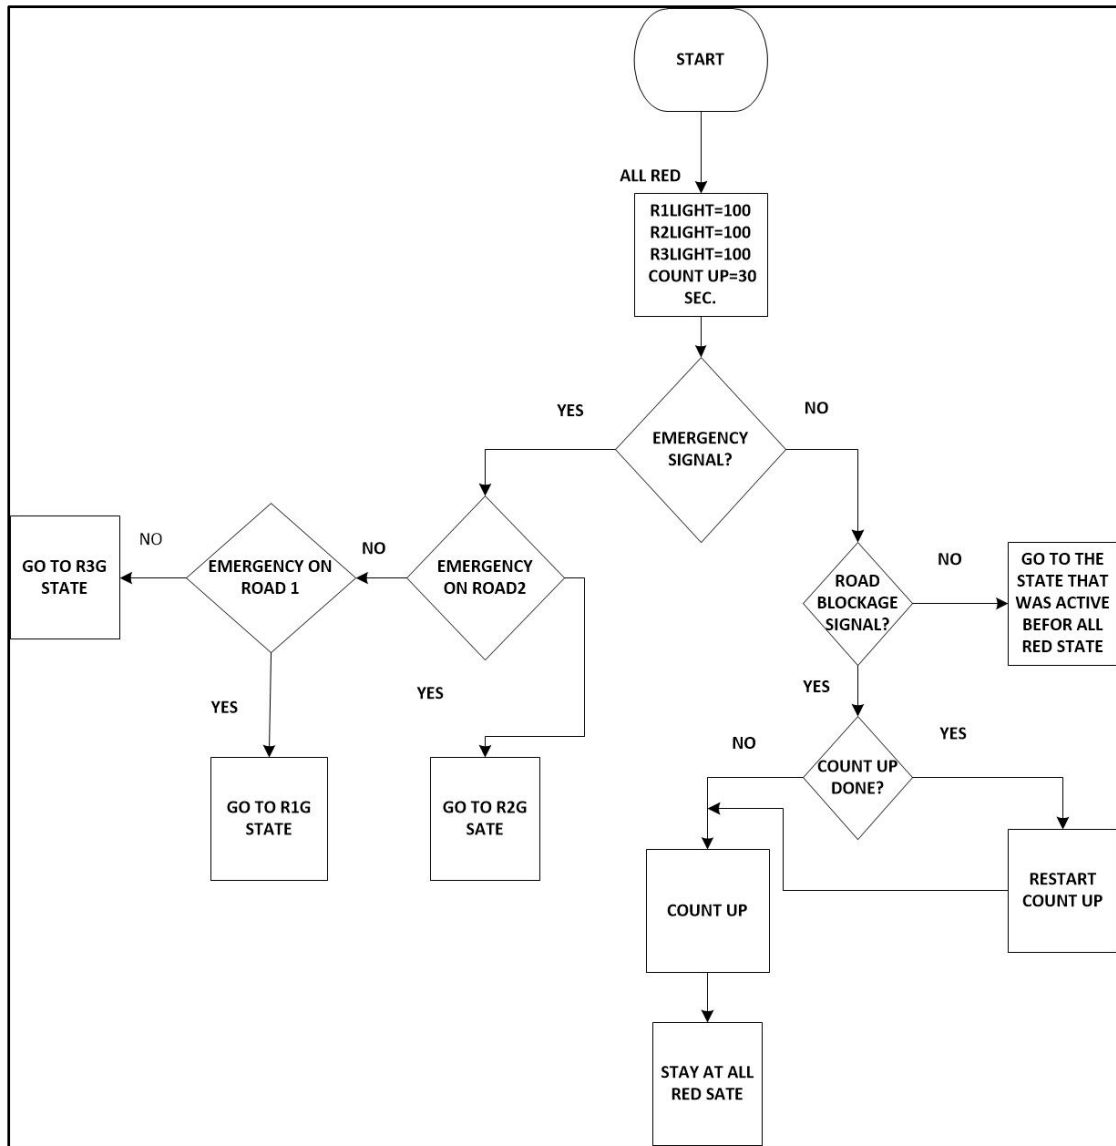 START
ALL RED
R1LIGHT=100
R2LIGHT=100
R3LIGHT=100
COUNT UP=30
SEC.
YES
NO
EMERGENCY
SIGNAL?
GO TO R3G
STATE
NO
EMERGENCY ON
ROAD 1
NO
EMERGENCY
ON ROAD2
ROAD
BLOCKAGE
SIGNAL?
NO
GO TO THE
STATE THAT
WAS ACTIVE
BEFOR ALL
RED STATE
YES
YES
YES
GO TO R1G
STATE
GO TO R2G
SATE
NO
COUNT UP
DONE?
YES
COUNT UP
RESTART
COUNT UP
STAY AT ALL
RED SATE